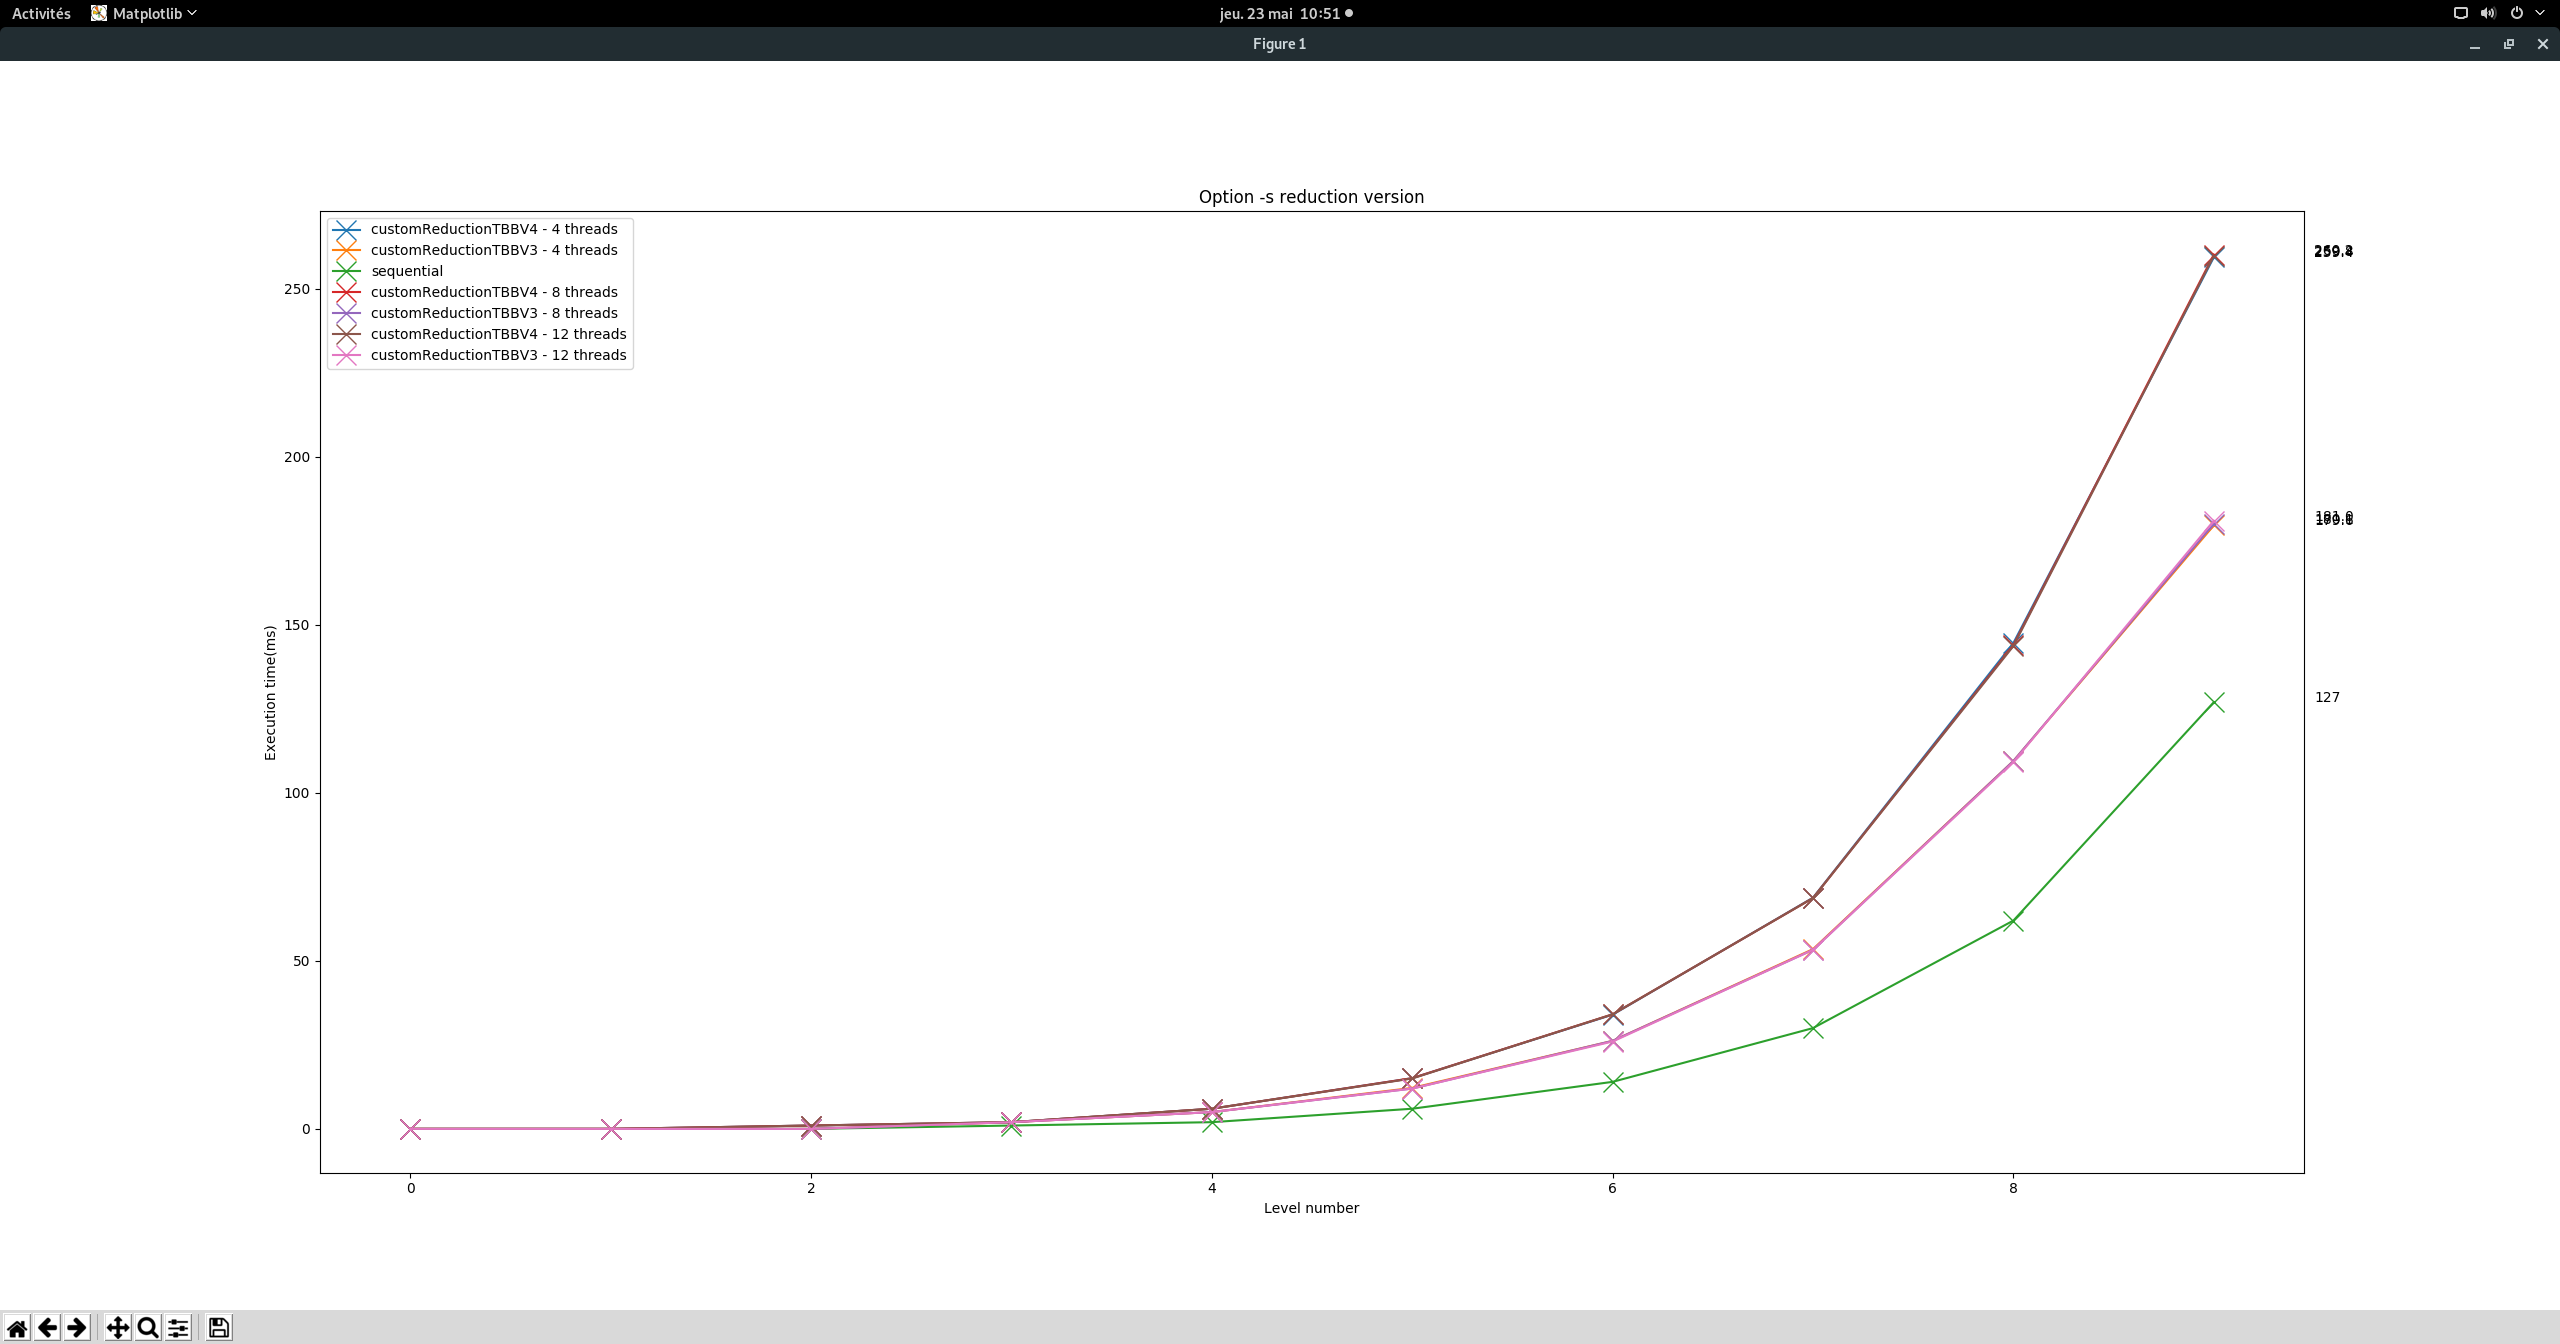 Activités Matplotlib jeu. 23 mai 10:51
Figure 1
Option -s reduction version
customReductionTBBV4 - 4 threads
customReductionTBBV3 - 4 threads
sequential
customReductionTBBV4 - 8 threads
customReductionTBBV3 - 8 threads
customReductionTBBV4 - 12 threads
customReductionTBBV3 - 12 threads
250
200
150
100
50
0
Execution time(ms)
127
0 2 4 6 8
Level number